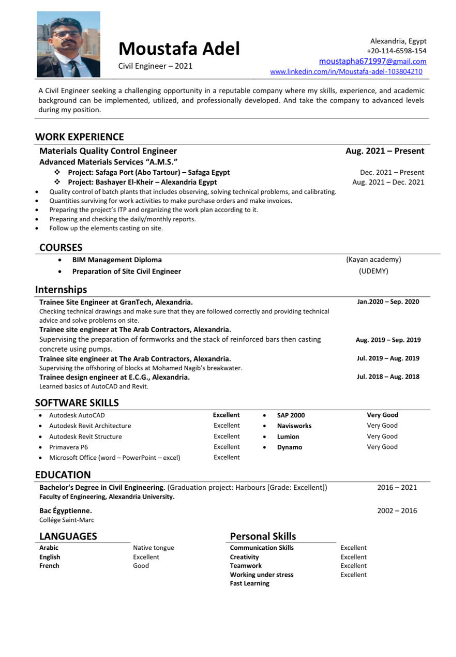 Moustafa Adel
Civil Engineer – 2021
Alexandria, Egypt
+20-114-6598-154
moustapha671997@gmail.com
www.linkedin.com/in/Moustafa-adel-103804210
A Civil Engineer seeking a challenging opportunity in a reputable company where my skills, experience, and academic
background can be implemented, utilized, and professionally developed. And take the company to advanced levels
during my position.
WORK EXPERIENCE
Materials Quality Control Engineer Aug. 2021 – Present
Advanced Materials Services “A.M.S.”
❖ Project: Safaga Port (Abo Tartour) – Safaga Egypt Dec. 2021 – Present
❖ Project: Bashayer El-Kheir – Alexandria Egypt Aug. 2021 – Dec. 2021
• Quality control of batch plants that includes observing, solving technical problems, and calibrating.
• Quantities surviving for work activities to make purchase orders and make invoices.
• Preparing the project’s ITP and organizing the work plan according to it.
• Preparing and checking the daily/monthly reports.
• Follow up the elements casting on site.
COURSES
• BIM Management Diploma (Kayan academy)
• Preparation of Site Civil Engineer (UDEMY)
Internships
Trainee Site Engineer at GranTech, Alexandria. Jan.2020 – Sep. 2020
Checking technical drawings and make sure that they are followed correctly and providing technical
advice and solve problems on site.
Trainee site engineer at The Arab Contractors, Alexandria.
Supervising the preparation of formworks and the stack of reinforced bars then casting Aug. 2019 – Sep. 2019
concrete using pumps.
Trainee site engineer at The Arab Contractors, Alexandria. Jul. 2019 – Aug. 2019
Supervising the offshoring of blocks at Mohamed Nagib’s breakwater.
Trainee design engineer at E.C.G., Alexandria. Jul. 2018 – Aug. 2018
Learned basics of AutoCAD and Revit.
SOFTWARE SKILLS
• Autodesk AutoCAD Excellent • SAP 2000 Very Good
• Autodesk Revit Architecture Excellent • Navisworks Very Good
• Autodesk Revit Structure Excellent • Lumion Very Good
• Primavera P6 Excellent • Dynamo Very Good
• Microsoft Office (word – PowerPoint – excel) Excellent
EDUCATION
Bachelor's Degree in Civil Engineering. (Graduation project: Harbours [Grade: Excellent]) 2016 – 2021
Faculty of Engineering, Alexandria University.
Bac Égyptienne. 2002 – 2016
Collége Saint-Marc
LANGUAGES Personal Skills
Arabic Native tongue Communication Skills Excellent
English Excellent Creativity Excellent
French Good Teamwork Excellent
Working under stress Excellent
Fast Learning